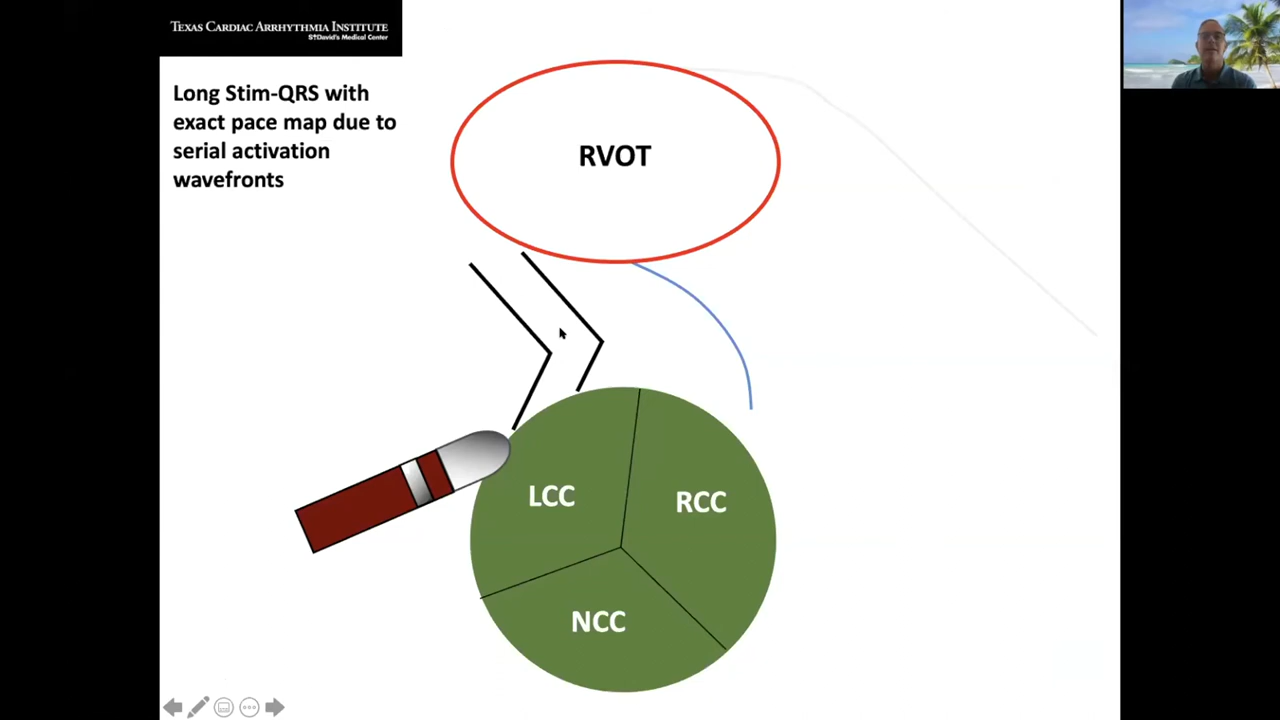 TEXAS CARDIAC ARRHYTHMIA INSTITUTE
St.David's Medical Center
Long Stim-QRS with
exact pace map due to
serial activation
wavefronts
RVOT
LCC
RCC
NCC